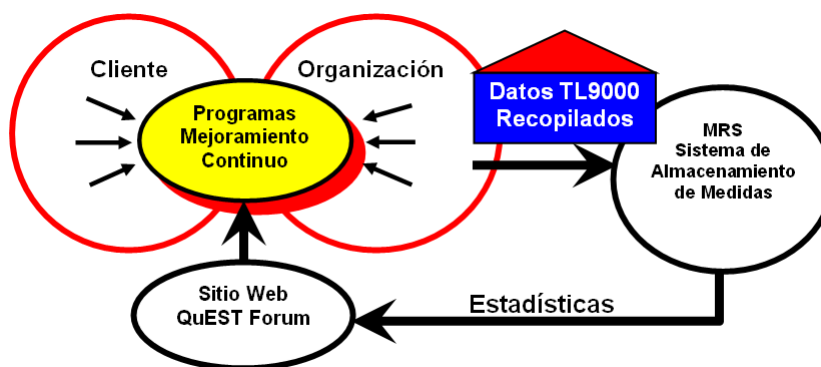 Cliente
Organización
Programas
Mejoramiento
Continuo
Datos TL9000
Recopilados
MRS
Sistema de
Almacenamiento
de Medidas
Sitio Web
QuEST Forum
Estadísticas